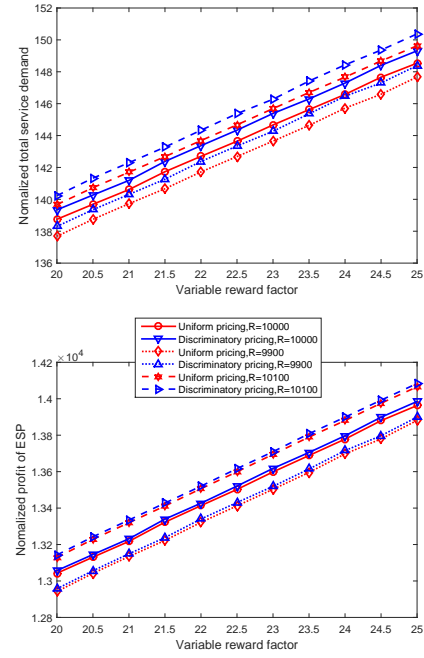 152
150
148
146
144
142
140
138
136
Nomalized total service demand
20 20.5 21 21.5 22 22.5 23 23.5 24 24.5 25
Variable reward factor
Uniform pricing,R=10000
Discriminatory pricing,R=10000
Uniform pricing,R=9900
Discriminatory pricing,R=9900
Uniform pricing,R=10100
Discriminatory pricing,R=10100
×10⁴
1.42
1.4
1.38
1.36
1.34
1.32
1.3
1.28
Nomalized profit of ESP
20 20.5 21 21.5 22 22.5 23 23.5 24 24.5 25
Variable reward factor